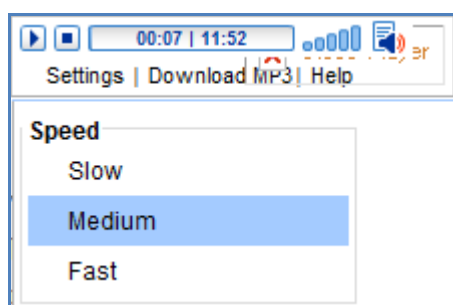 00:07 | 11:52
Settings | Download MP3 | Help
Speed
Slow
Medium
Fast